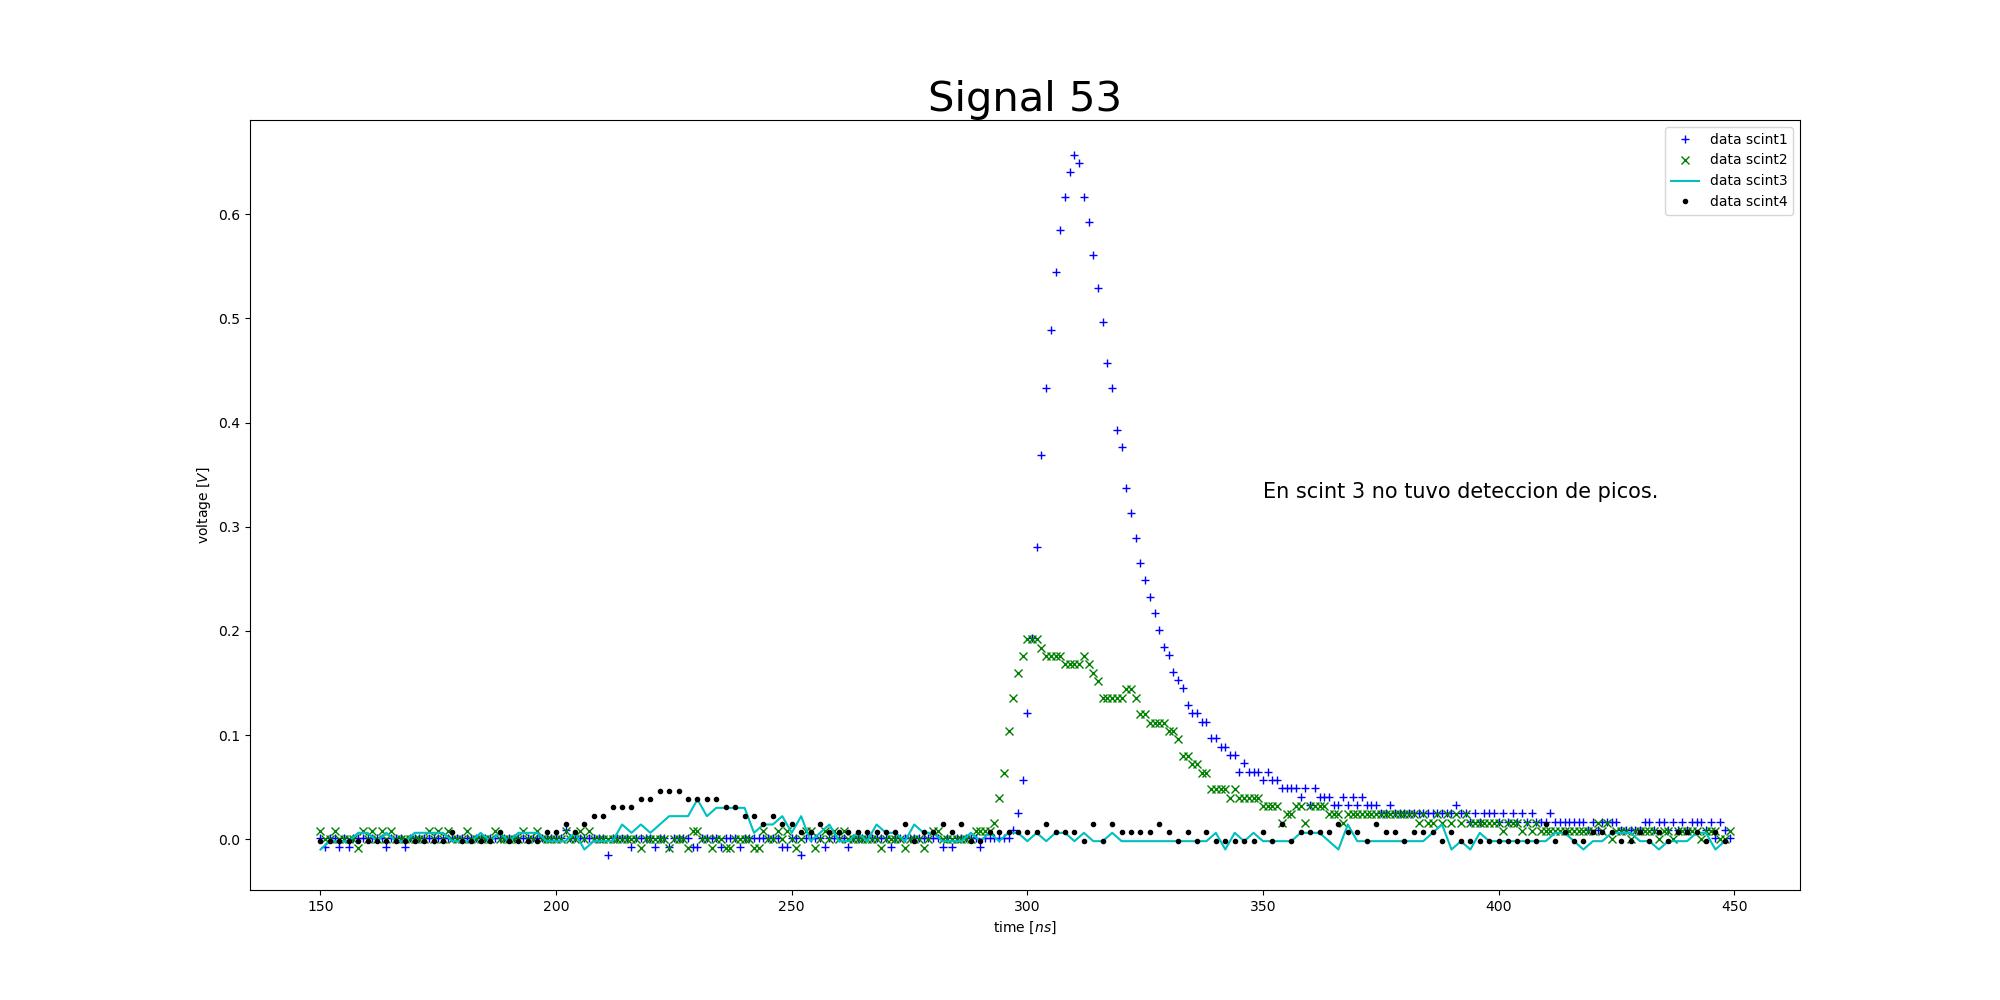 Signal 53
data scint1
data scint2
data scint3
data scint4
0.6
0.5
0.4
0.3
0.2
0.1
0.0
voltage [V]
En scint 3 no tuvo deteccion de picos.
150 200 250 300 350 400 450
time [ns]